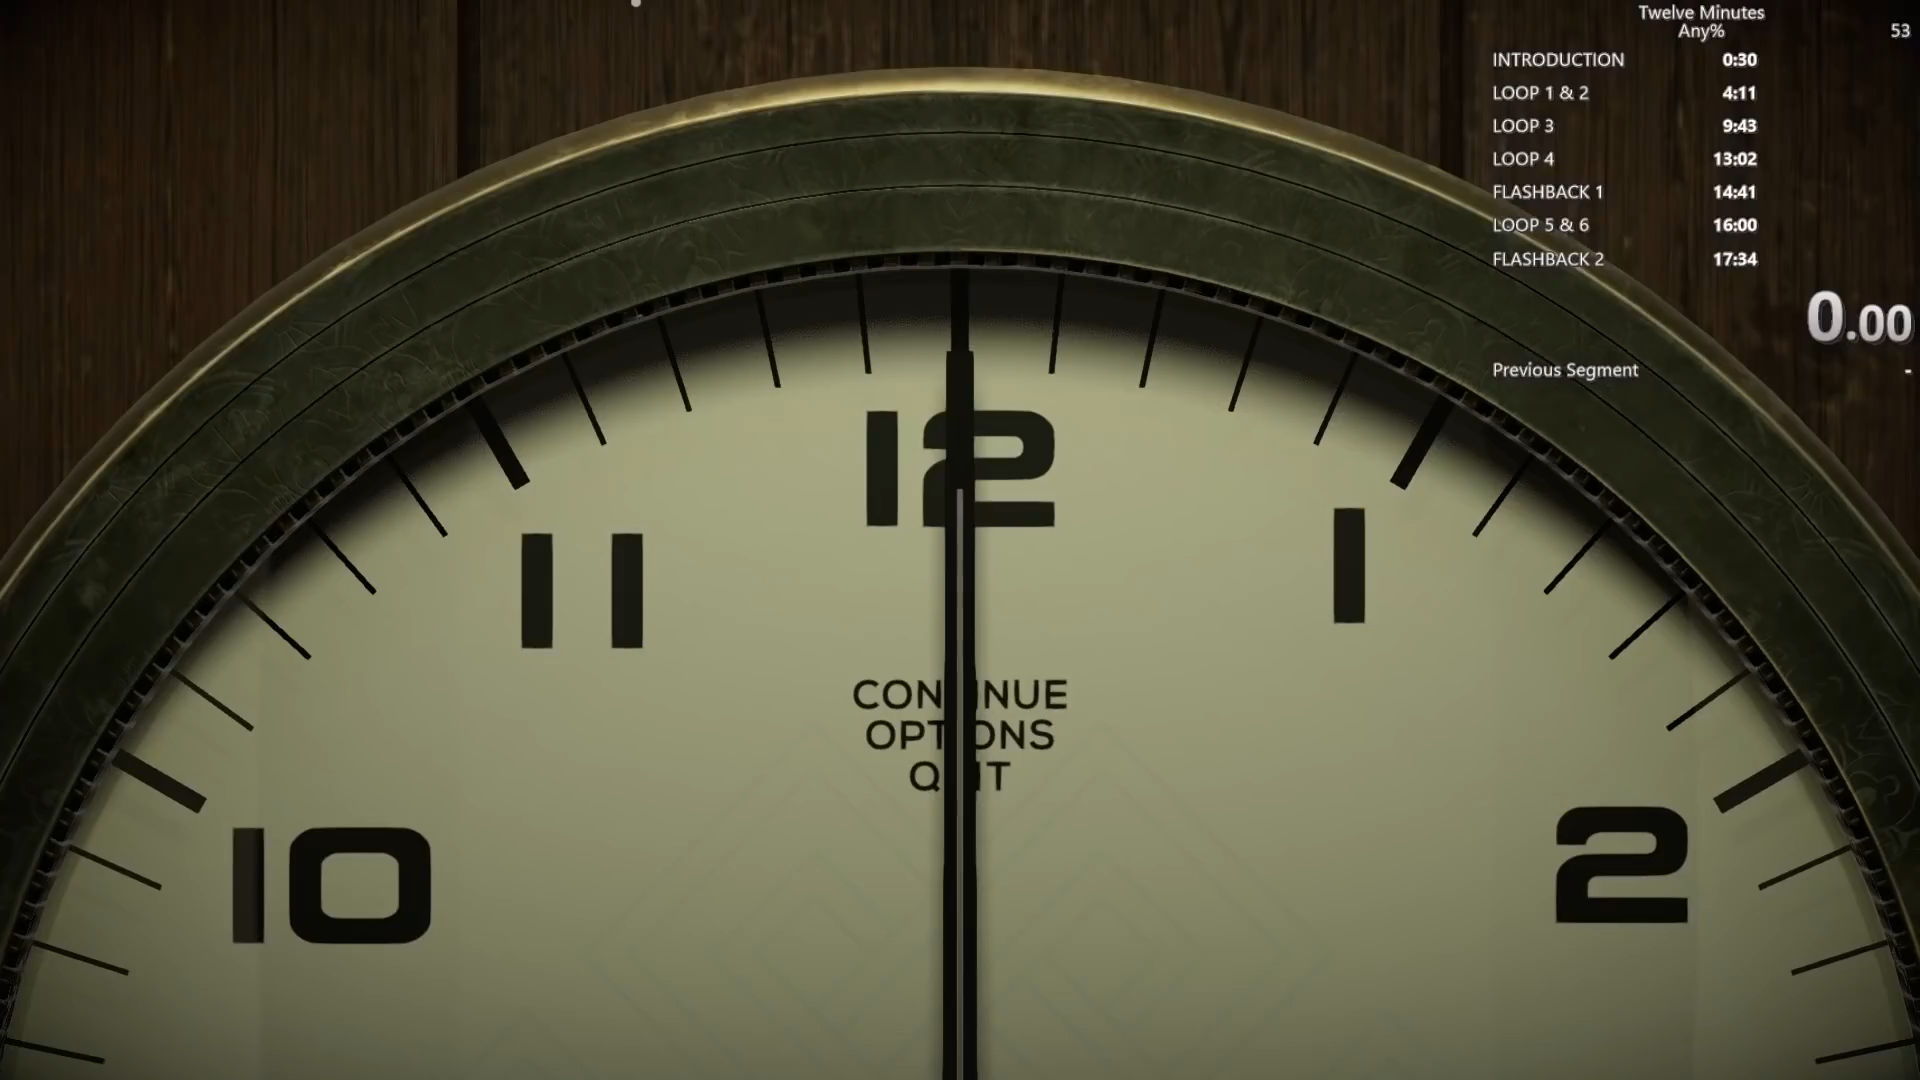 Twelve Minutes
Any%
53
INTRODUCTION 0:30
LOOP 1 & 2 4:11
LOOP 3 9:43
LOOP 4 13:02
FLASHBACK 1 14:41
LOOP 5 & 6 16:00
FLASHBACK 2 17:34
0.00
Previous Segment -
12
11
1
CONTINUE
OPTIONS
QUIT
10
2